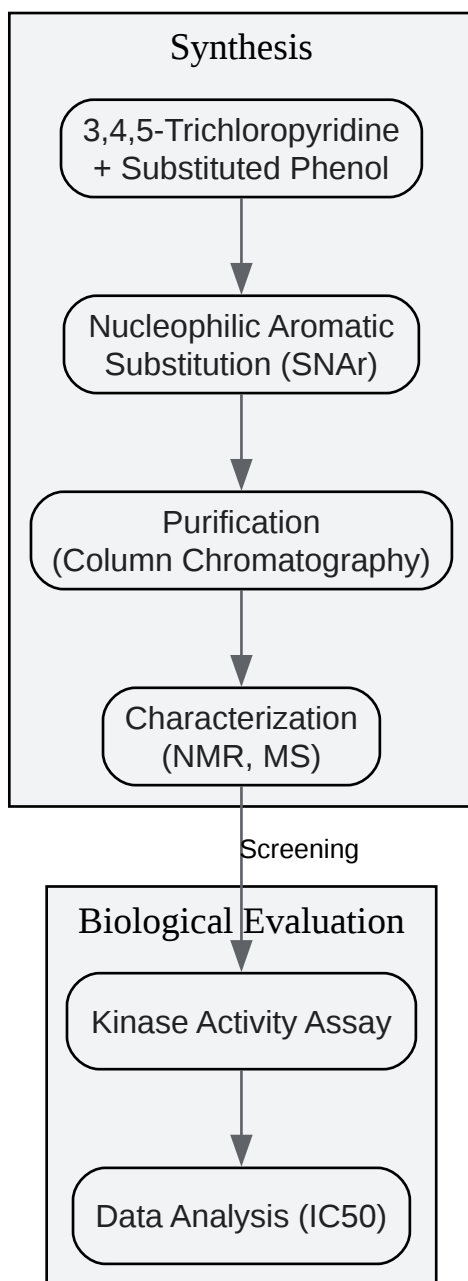 Synthesis
3,4,5-Trichloropyridine
+ Substituted Phenol
Nucleophilic Aromatic
Substitution (SNAr)
Purification
(Column Chromatography)
Characterization
(NMR, MS)
Screening
Biological Evaluation
Kinase Activity Assay
Data Analysis (IC50)